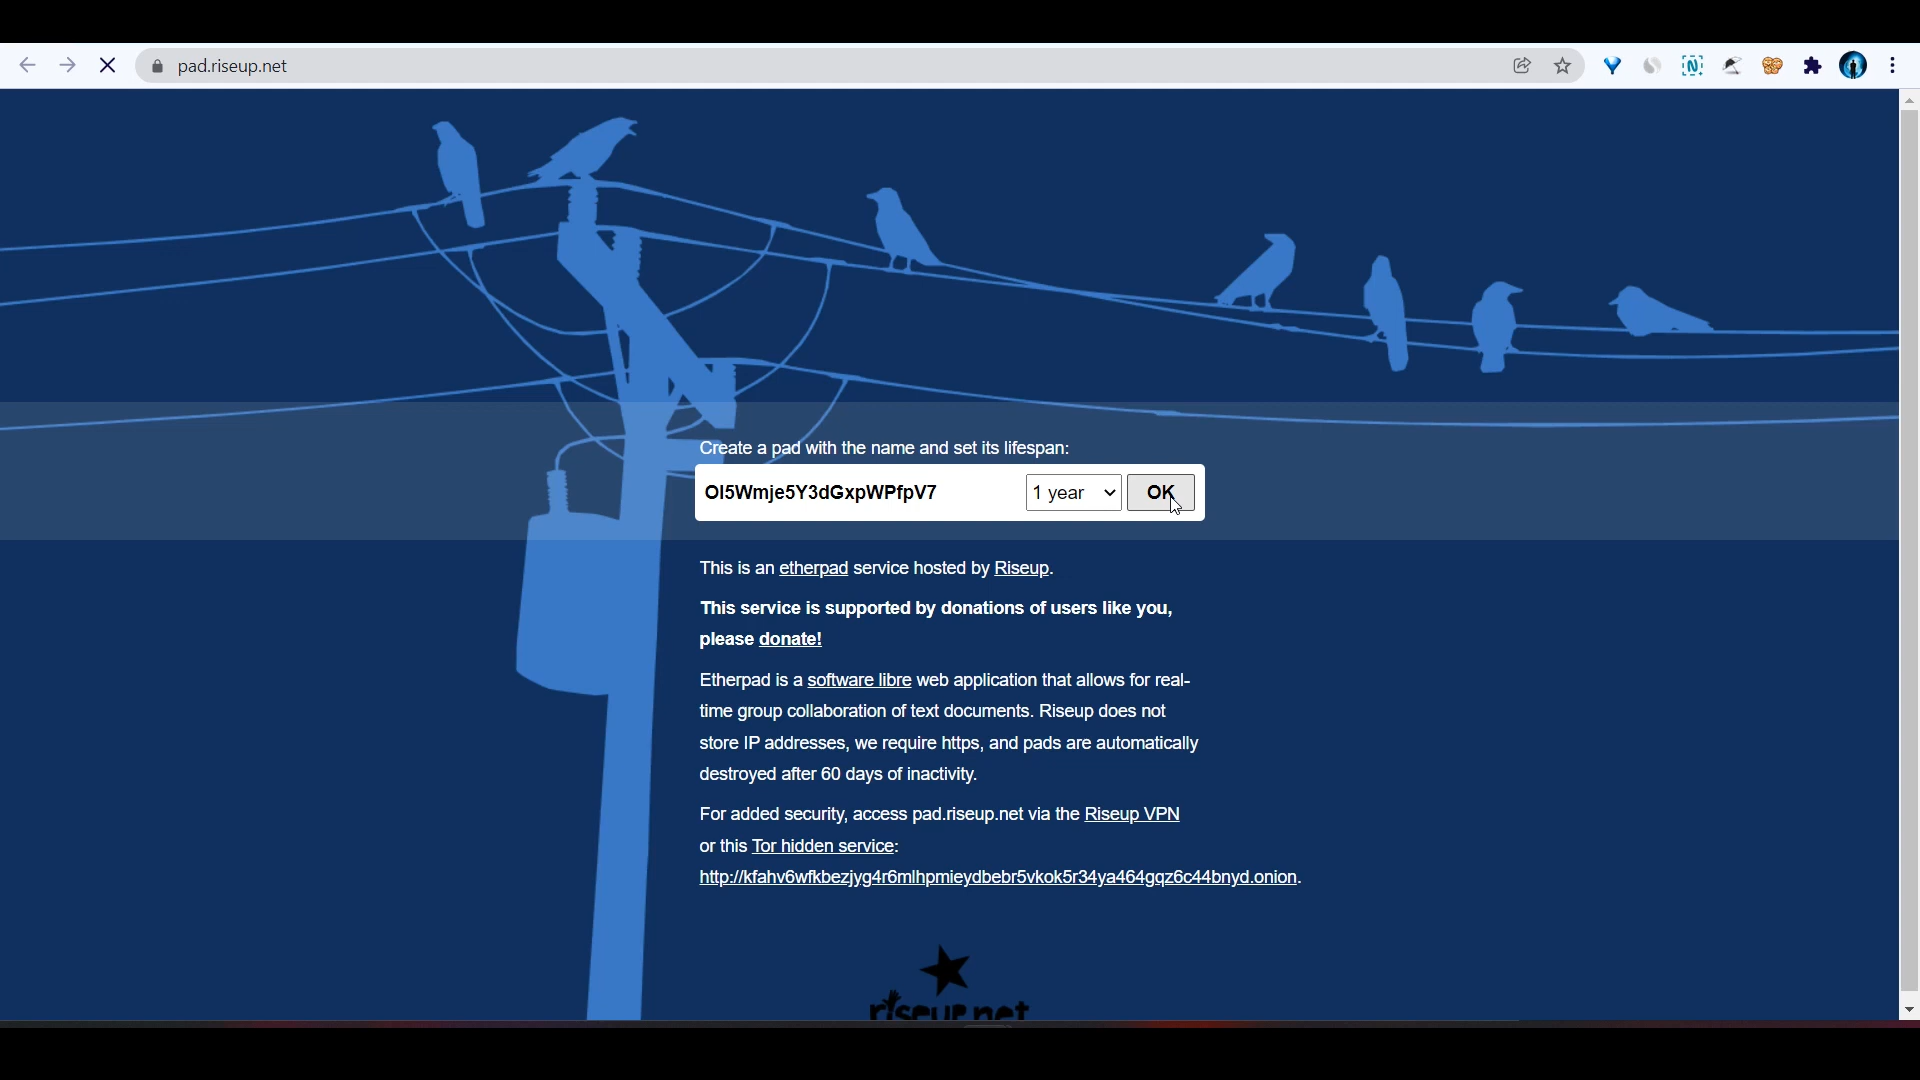 pad.riseup.net
Create a pad with the name and set its lifespan:
OI5Wmje5Y3dGxpWPfpV7 1 year OK
This is an etherpad service hosted by Riseup.
This service is supported by donations of users like you,
please donate!
Etherpad is a software libre web application that allows for real-
time group collaboration of text documents. Riseup does not
store IP addresses, we require https, and pads are automatically
destroyed after 60 days of inactivity.
For added security, access pad.riseup.net via the Riseup VPN
or this Tor hidden service:
http://kfahv6wfkbezjyg4r6mlhpmieydbebr5vkok5r34ya464gqz6c44bnyd.onion.
riseup.net